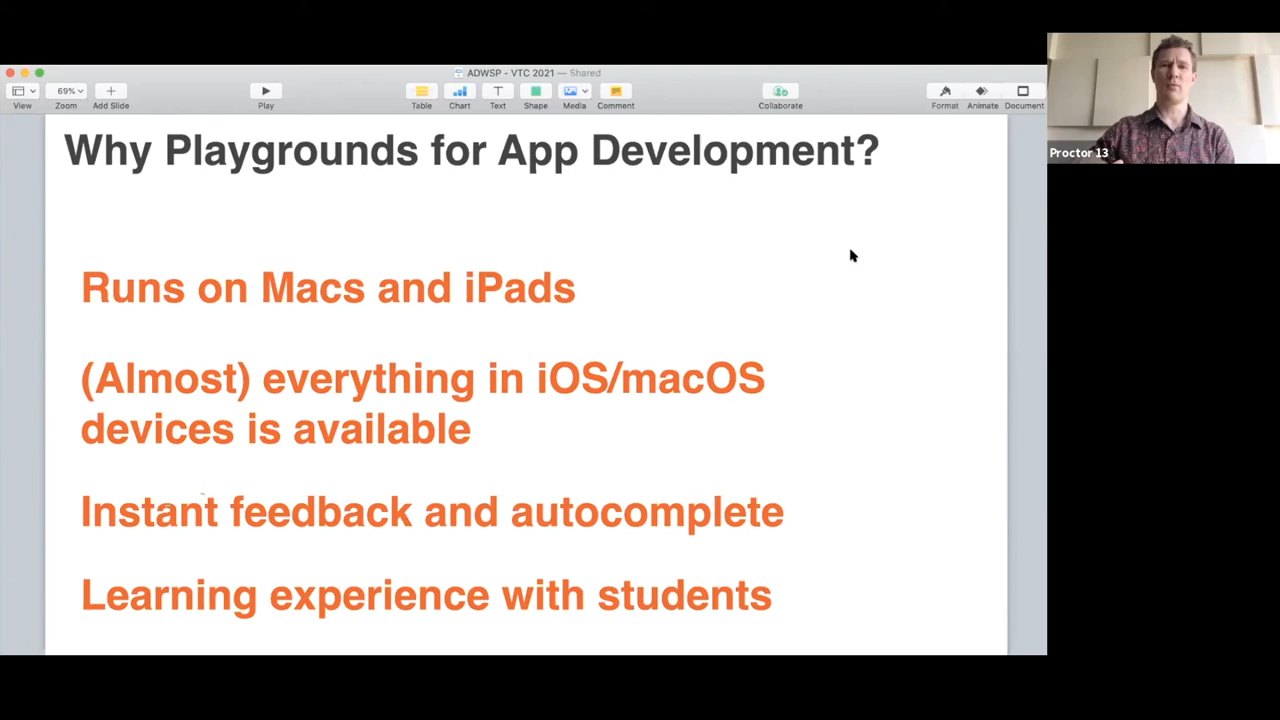 ADWSP - VTC 2021 — Shared
69%
View
Zoom
Add Slide
Play
Table
Chart
Text
Shape
Media
Comment
Collaborate
Format
Animate
Document
Why Playgrounds for App Development?
Runs on Macs and iPads
(Almost) everything in iOS/macOS
devices is available
Instant feedback and autocomplete
Learning experience with students
Proctor 13